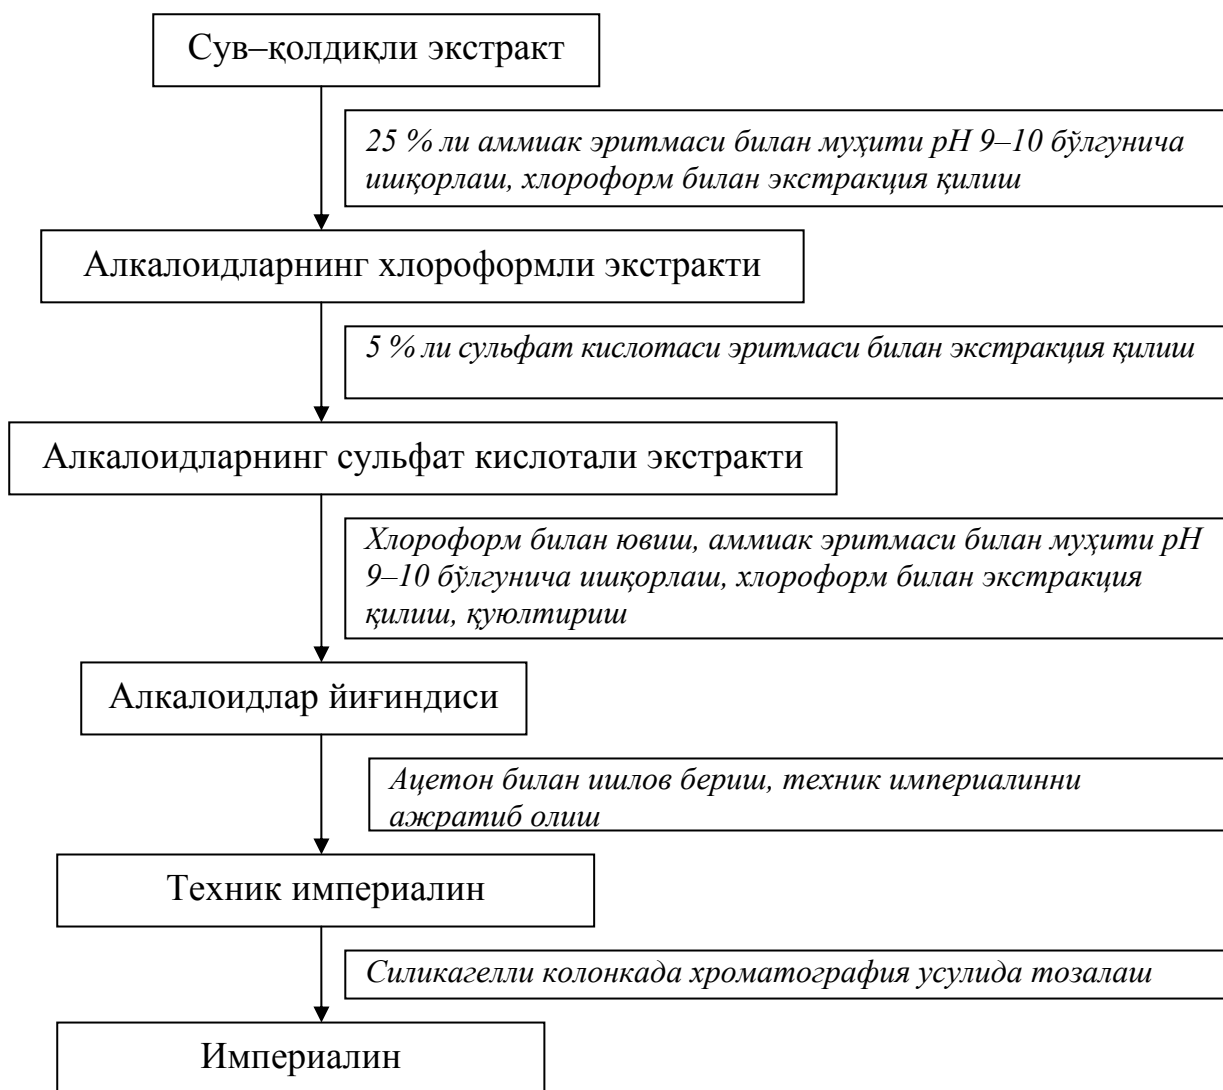 Сув–қолдиқли экстракт
25 % ли аммиак эритмаси билан муҳити pH 9–10 бўлгунича
ишқорлаш, хлороформ билан экстракция қилиш
Алкалоидларнинг хлороформли экстракти
5 % ли сульфат кислотаси эритмаси билан экстракция қилиш
Алкалоидларнинг сульфат кислотали экстракти
Хлороформ билан ювиш, аммиак эритмаси билан муҳити pH
9–10 бўлгунича ишқорлаш, хлороформ билан экстракция
қилиш, қуюлтириш
Алкалоидлар йиғиндиси
Ацетон билан ишлов бериш, техник империалинни
ажратиб олиш
Техник империалин
Силикагелли колонкада хроматография усулида тозалаш
Империалин